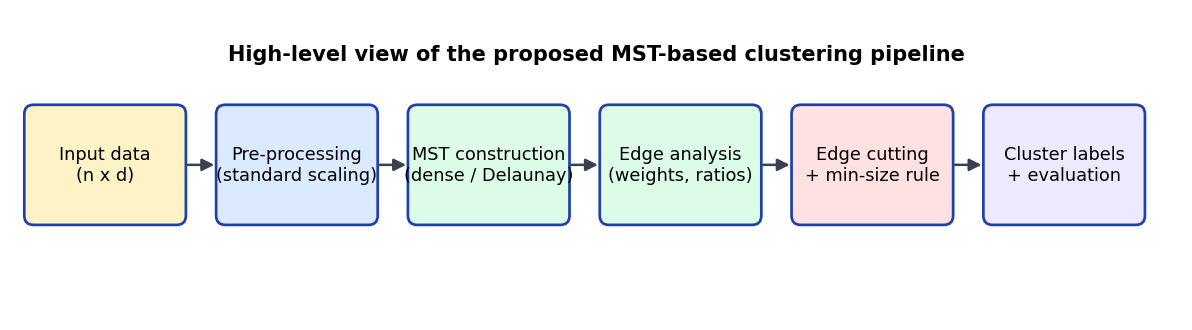 High-level view of the proposed MST-based clustering pipeline
Input data
(n x d)
Pre-processing
(standard scaling)
MST construction
(dense / Delaunay)
Edge analysis
(weights, ratios)
Edge cutting
+ min-size rule
Cluster labels
+ evaluation